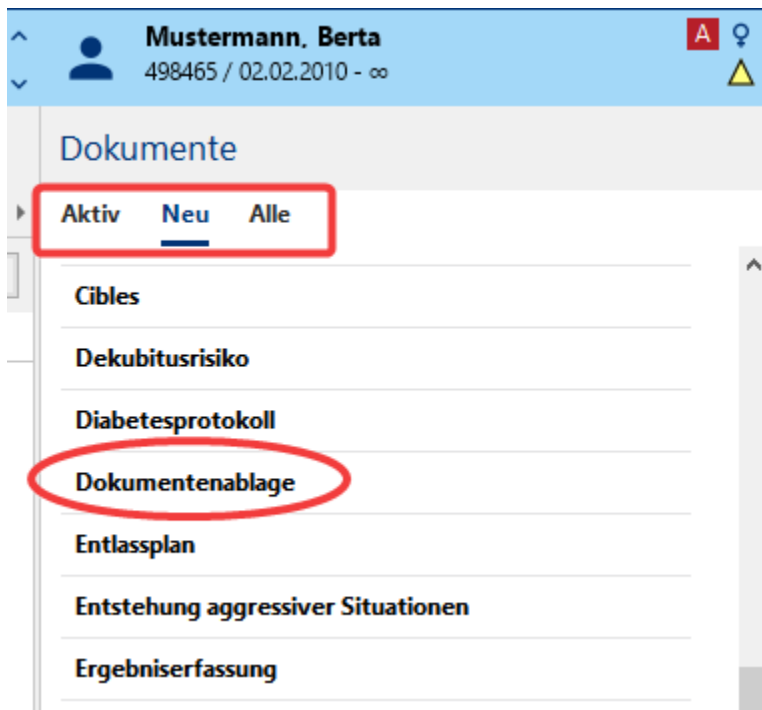 Mustermann, Berta
A
498465 / 02.02.2010 - ∞
Dokumente
Aktiv Neu Alle
Cibles
Dekubitusrisiko
Diabetesprotokoll
Dokumentenablage
Entlassplan
Entstehung aggressiver Situationen
Ergebniserfassung